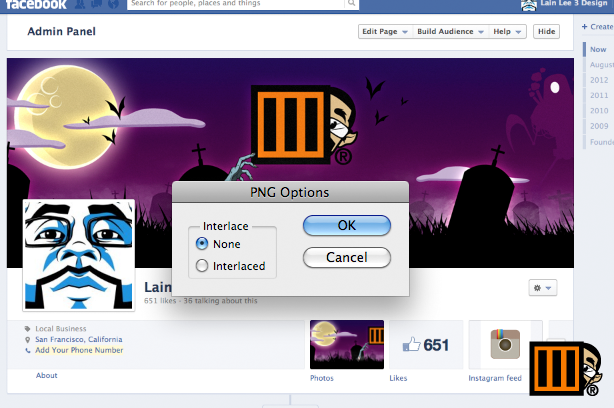 facebook
Search for people, places and things
Lain Lee 3 Design
Admin Panel
Edit Page
Build Audience
Help
Hide
+ Create
Now
August
2012
2011
2010
2009
Founde
®
PNG Options
Interlace
None
Interlaced
OK
Cancel
Lain
651 likes · 36 talking about this
Local Business
San Francisco, California
Add Your Phone Number
About
651
Photos
Likes
Instagram Feed
®